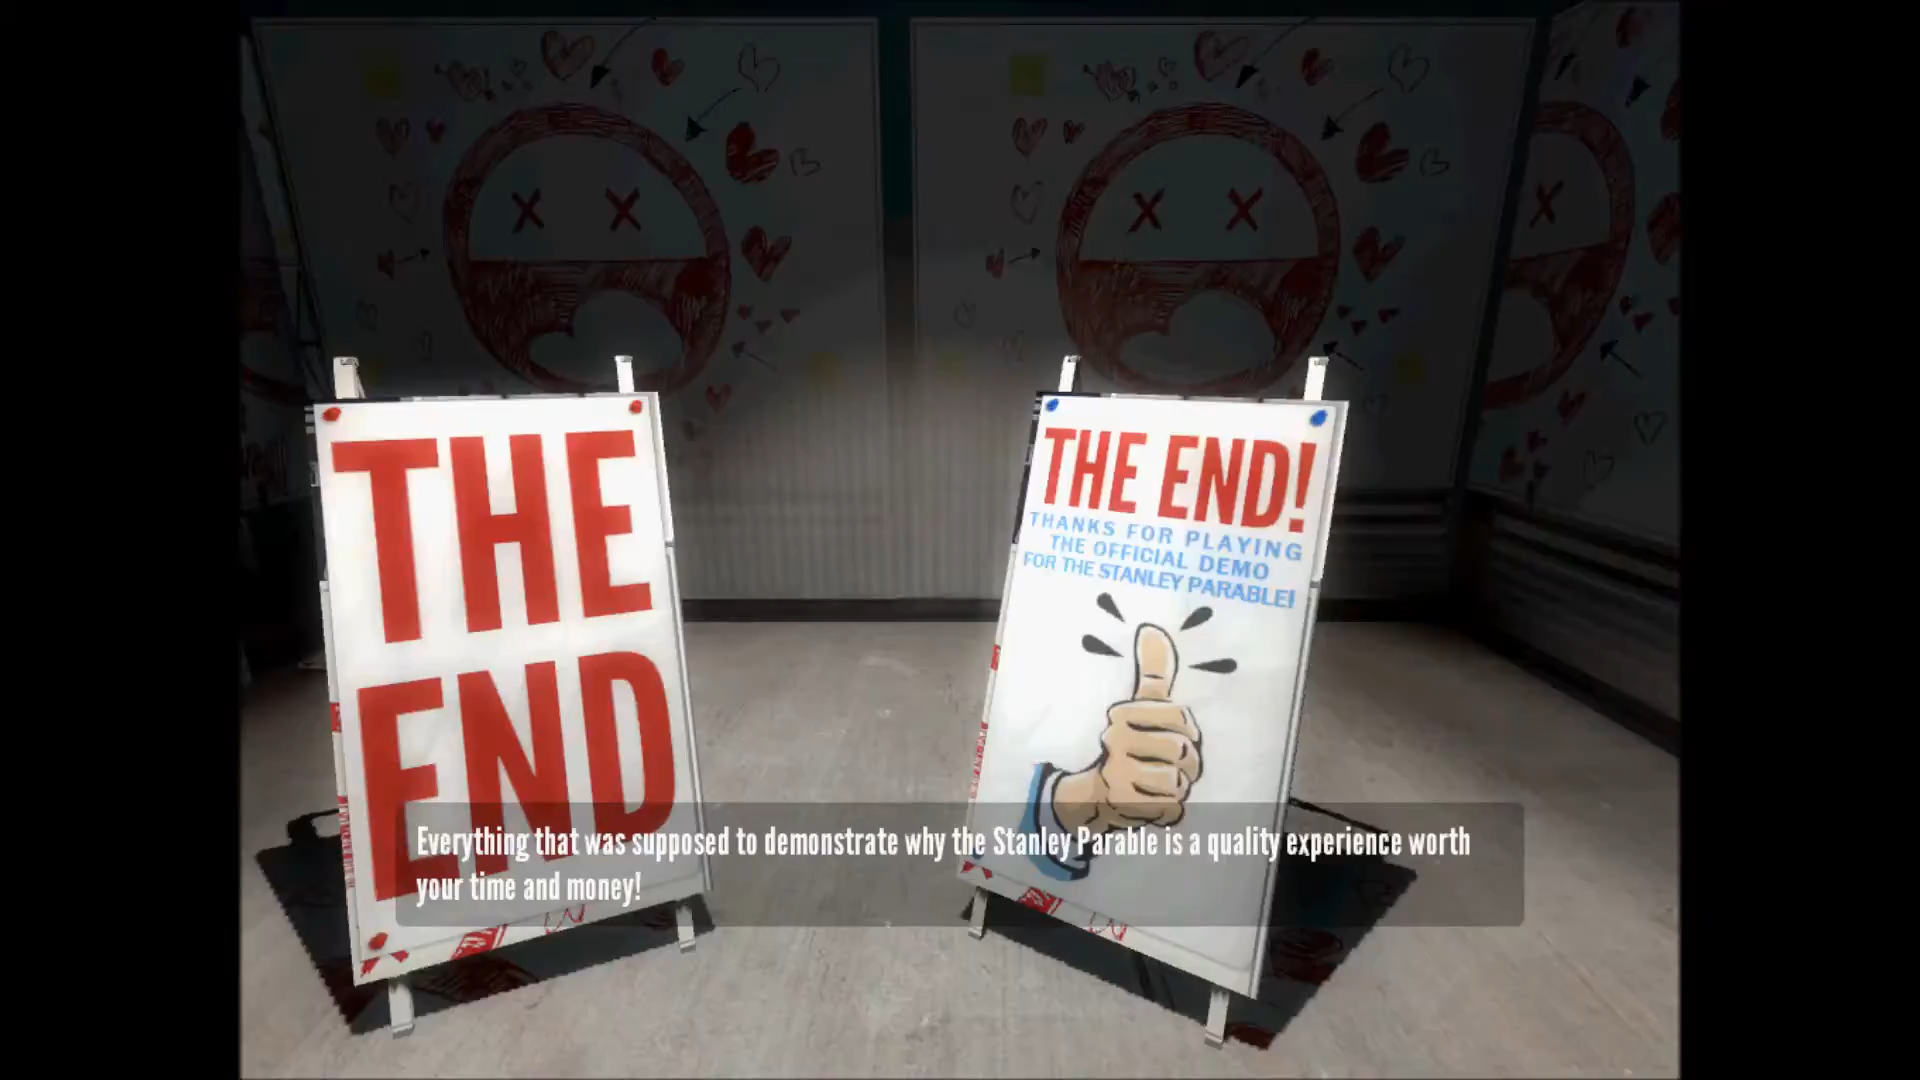 THE
END
THE END!
THANKS FOR PLAYING
THE OFFICIAL DEMO
FOR THE STANLEY PARABLE!
Everything that was supposed to demonstrate why the Stanley Parable is a quality experience worth
your time and money!